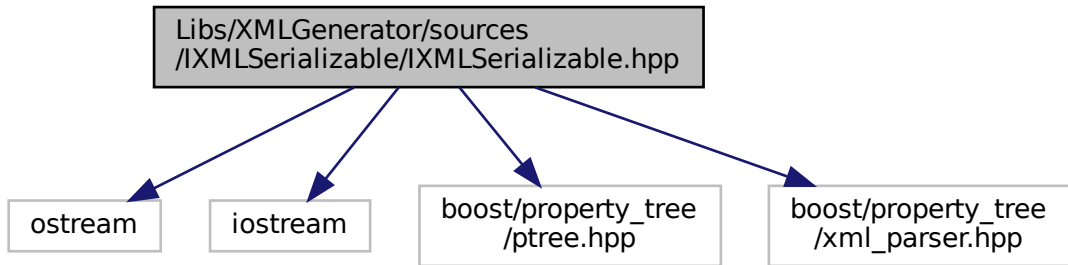 Libs/XMLGenerator/sources
/IXMLSerializable/IXMLSerializable.hpp
ostream
iostream
boost/property_tree
/ptree.hpp
boost/property_tree
/xml_parser.hpp